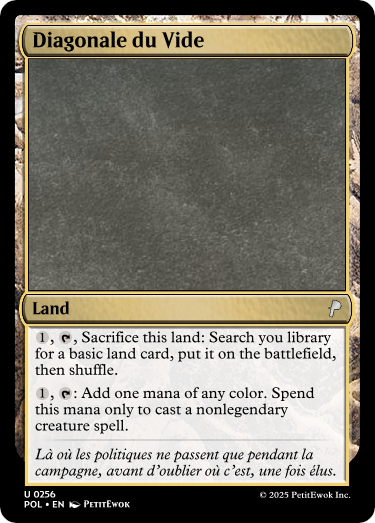 Diagonale du Vide
Land
1, T, Sacrifice this land: Search you library
for a basic land card, put it on the battlefield,
then shuffle.
1, T: Add one mana of any color. Spend
this mana only to cast a nonlegendary
creature spell.
Là où les politiques ne passent que pendant la
campagne, avant d'oublier où c'est, une fois élus.
U 0256
POL • EN PetitEwok
© 2025 PetitEwok Inc.